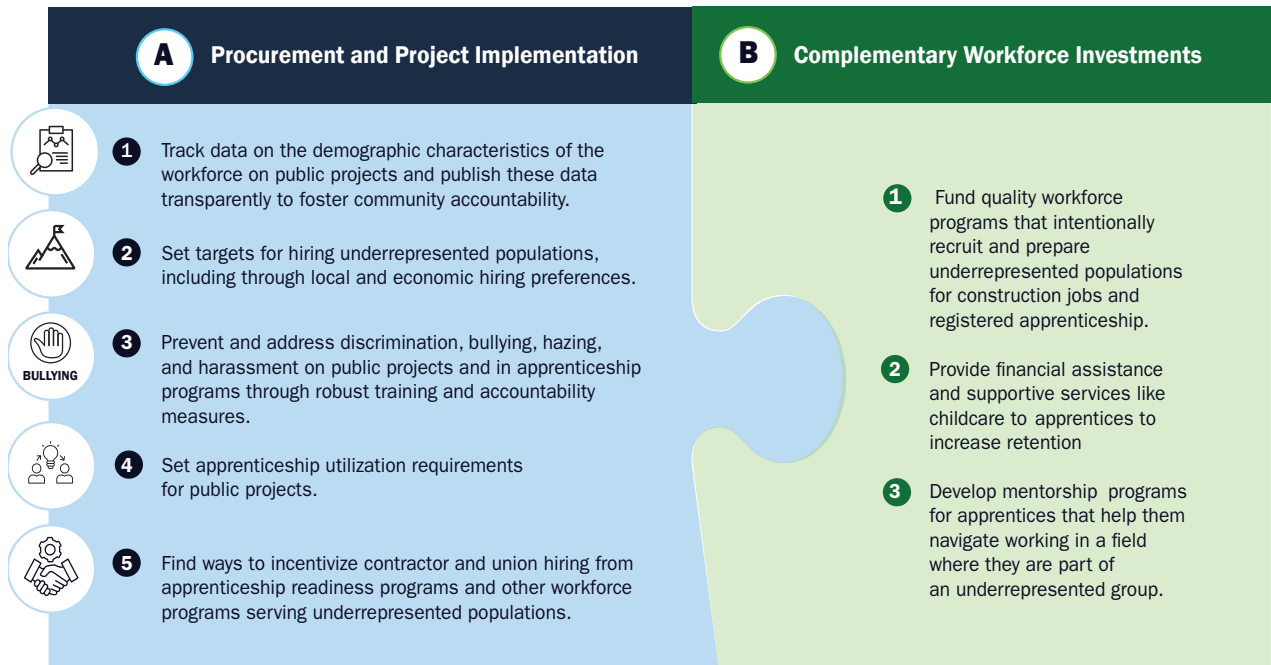 A Procurement and Project Implementation
B Complementary Workforce Investments
1 Track data on the demographic characteristics of the
workforce on public projects and publish these data
transparently to foster community accountability.
2 Set targets for hiring underrepresented populations,
including through local and economic hiring preferences.
BULLYING
3 Prevent and address discrimination, bullying, hazing,
and harassment on public projects and in apprenticeship
programs through robust training and accountability
measures.
4 Set apprenticeship utilization requirements
for public projects.
5 Find ways to incentivize contractor and union hiring from
apprenticeship readiness programs and other workforce
programs serving underrepresented populations.
1 Fund quality workforce
programs that intentionally
recruit and prepare
underrepresented populations
for construction jobs and
registered apprenticeship.
2 Provide financial assistance
and supportive services like
childcare to apprentices to
increase retention
3 Develop mentorship programs
for apprentices that help them
navigate working in a field
where they are part of
an underrepresented group.